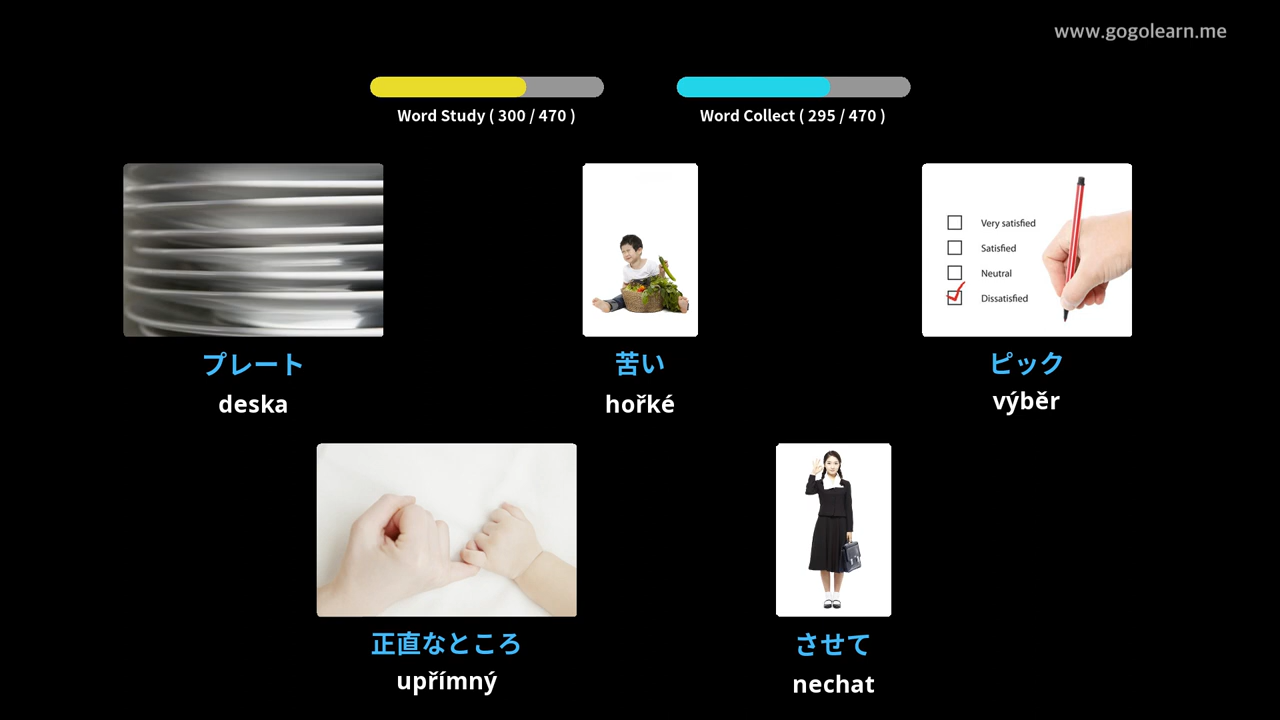 www.gogolearn.me
Word Study ( 300 / 470 )
Word Collect ( 295 / 470 )
Very satisfied
Satisfied
Neutral
Dissatisfied
プレート
deska
苦い
hořké
ピック
výběr
正直なところ
upřímný
させて
nechat